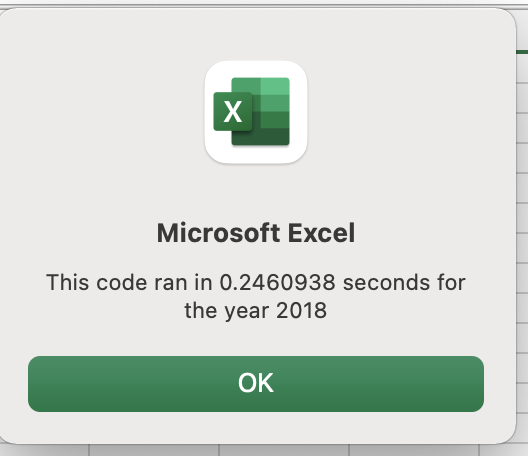 X
Microsoft Excel
This code ran in 0.2460938 seconds for
the year 2018
OK